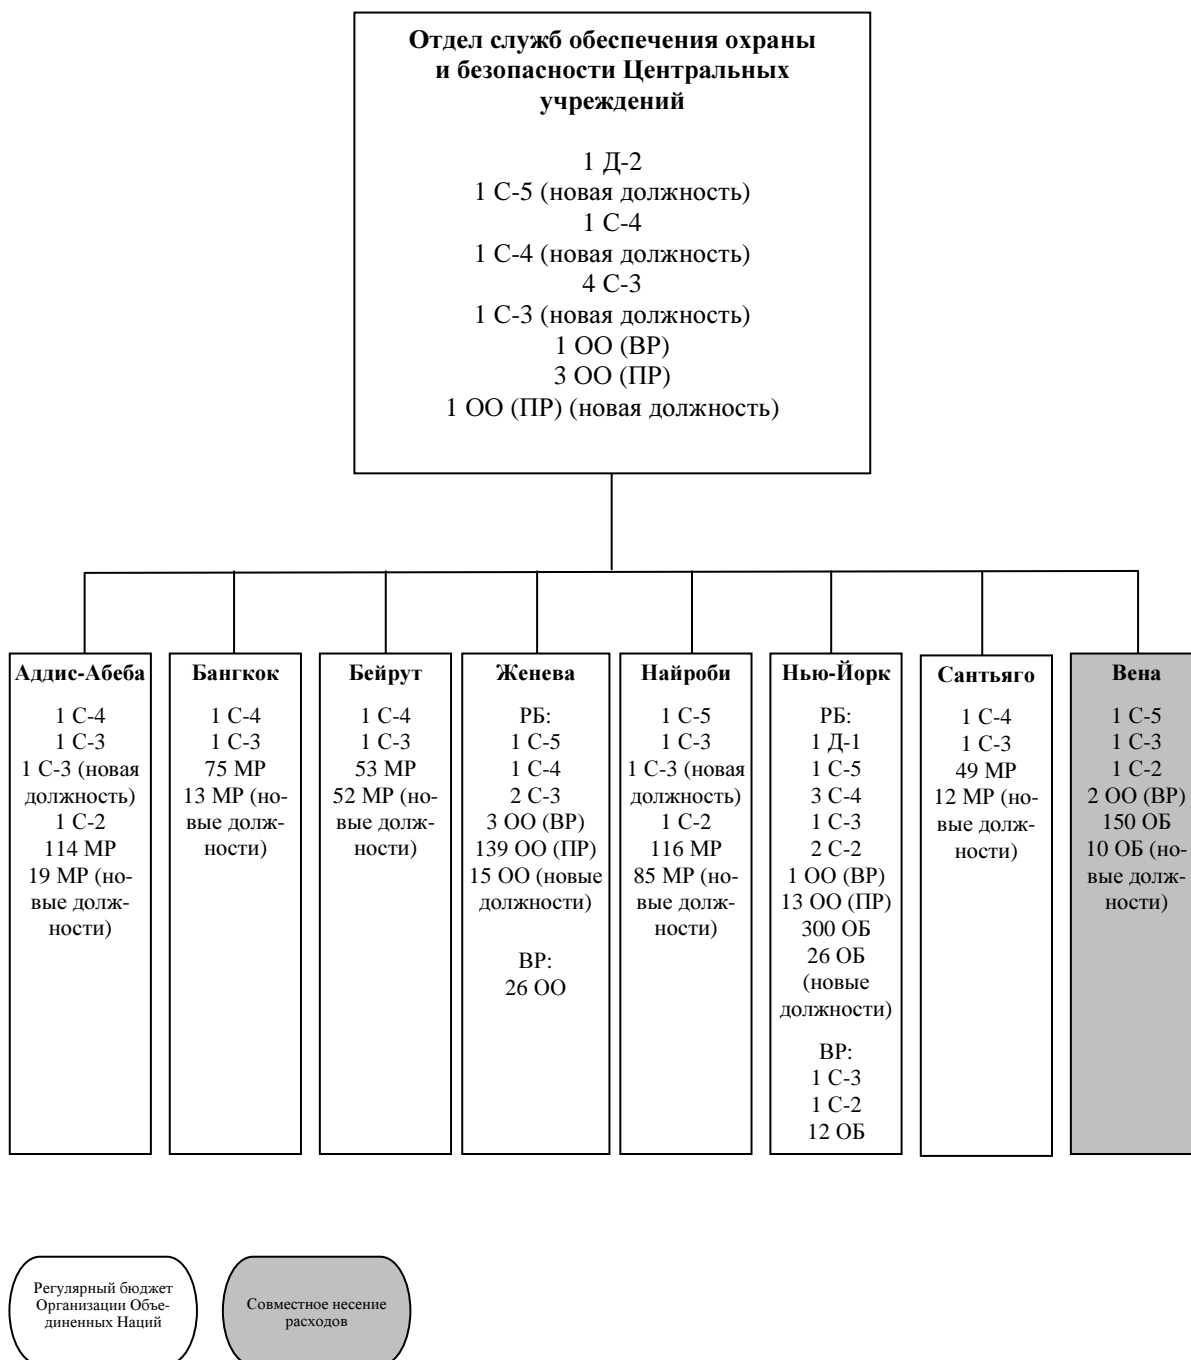 Отдел служб обеспечения охраны
и безопасности Центральных
учреждений
1 Д-2
1 С-5 (новая должность)
1 С-4
1 С-4 (новая должность)
4 С-3
1 С-3 (новая должность)
1 ОО (ВР)
3 ОО (ПР)
1 ОО (ПР) (новая должность)
Аддис-Абеба
1 С-4
1 С-3
1 С-3 (новая
должность)
1 С-2
114 МР
19 МР (но-
вые долж-
ности)
Бангкок
1 С-4
1 С-3
75 МР
13 МР (но-
вые долж-
ности)
Бейрут
1 С-4
1 С-3
53 МР
52 МР (но-
вые долж-
ности)
Женева
РБ:
1 С-5
1 С-4
2 С-3
3 ОО (ВР)
139 ОО (ПР)
15 ОО (новые
должности)
ВР:
26 ОО
Найроби
1 С-5
1 С-3
1 С-3 (новая
должность)
1 С-2
116 МР
85 МР (но-
вые долж-
ности)
Нью-Йорк
РБ:
1 Д-1
1 С-5
3 С-4
1 С-3
2 С-2
1 ОО (ВР)
13 ОО (ПР)
300 ОБ
26 ОБ
(новые
должности)
ВР:
1 С-3
1 С-2
12 ОБ
Сантьяго
1 С-4
1 С-3
49 МР
12 МР (но-
вые долж-
ности)
Вена
1 С-5
1 С-3
1 С-2
2 ОО (ВР)
150 ОБ
10 ОБ (но-
вые долж-
ности)
Регулярный бюджет
Организации Объе-
диненных Наций
Совместное несение
расходов